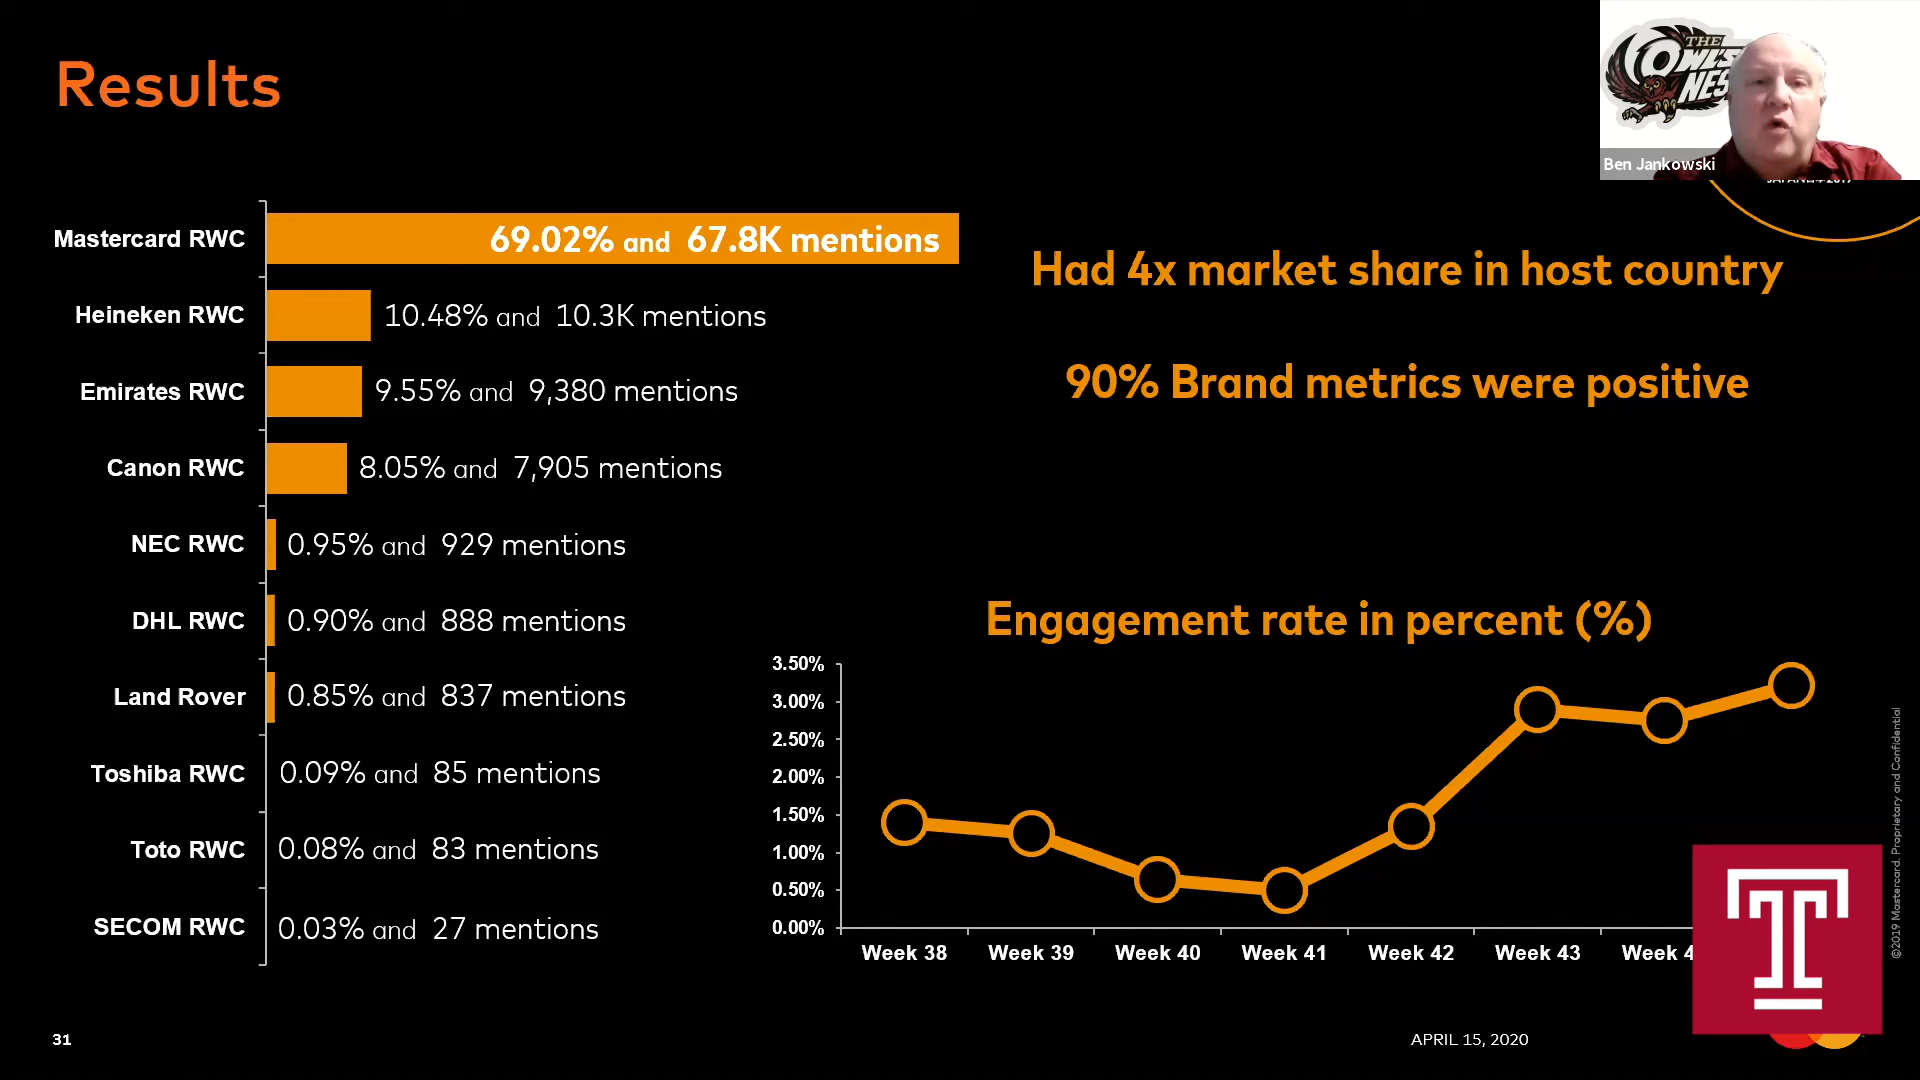 Results
THE
Ben Jankowski
Mastercard RWC 69.02% and 67.8K mentions
Heineken RWC 10.48% and 10.3K mentions
Emirates RWC 9.55% and 9,380 mentions
Canon RWC 8.05% and 7,905 mentions
NEC RWC 0.95% and 929 mentions
DHL RWC 0.90% and 888 mentions
Land Rover 0.85% and 837 mentions
Toshiba RWC 0.09% and 85 mentions
Toto RWC 0.08% and 83 mentions
SECOM RWC 0.03% and 27 mentions
Had 4x market share in host country
90% Brand metrics were positive
Engagement rate in percent (%)
3.50%
3.00%
2.50%
2.00%
1.50%
1.00%
0.50%
0.00%
Week 38 Week 39 Week 40 Week 41 Week 42 Week 43 Week
T
©2019 Mastercard. Proprietary and Confidential
31
APRIL 15, 2020